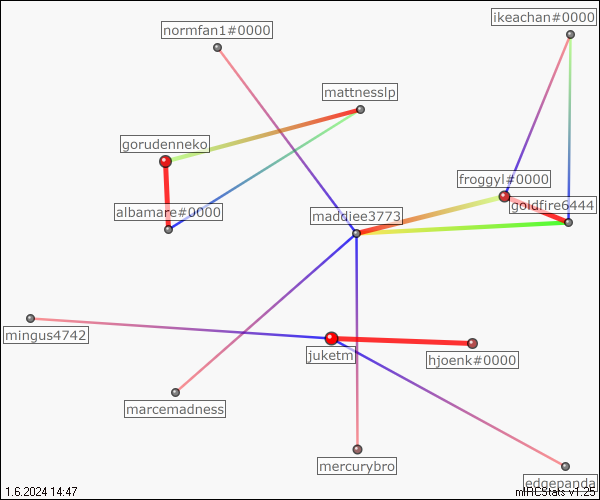 ikeachan#0000
normfan1#0000
mattnesslp
gorudenneko
froggyl#0000
goldfire6444
albamare#0000
maddiee3773
mingus4742
juketm
hjoenk#0000
marcemadness
mercurybro
edgepanda
1.6.2024 14:47
mIRCStats v1.25